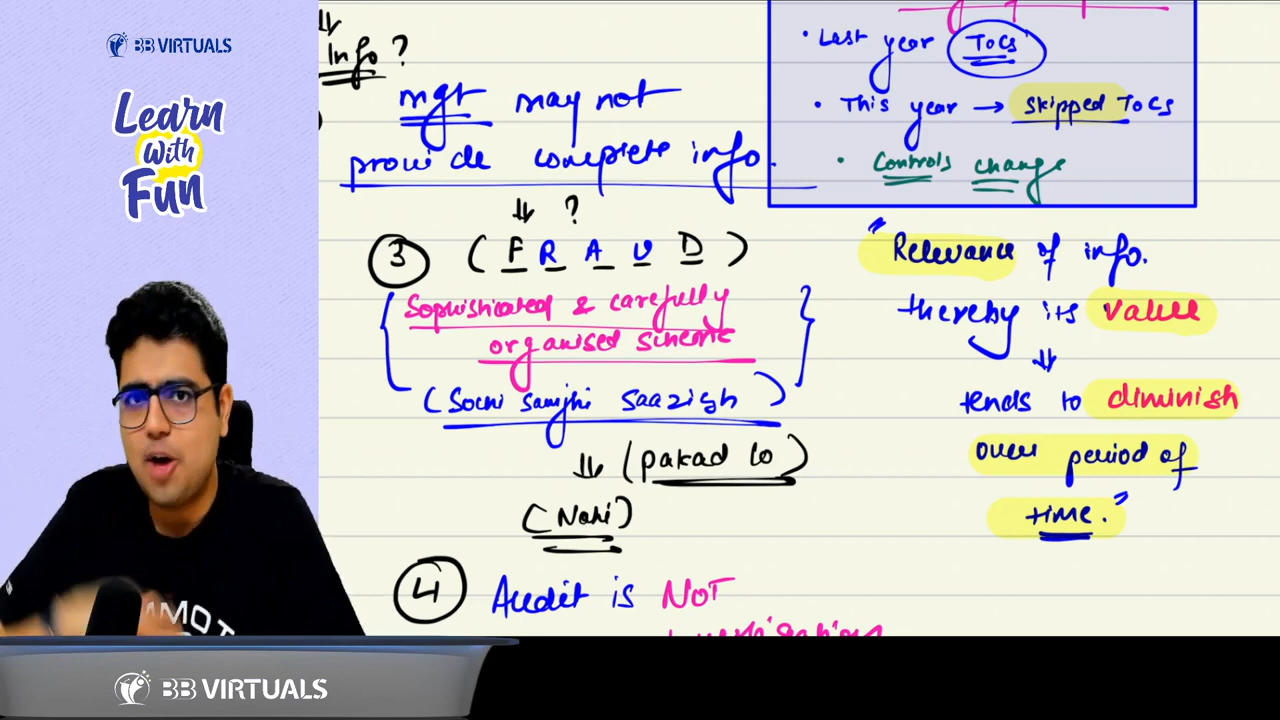 BB VIRTUALS
Learn
With
Fun
Info ?
mgt may not
provide complete info.
?
3 (F R A U D)
Sophisticated & carefully
organised scheme
(Sochi Samjhi Saazish)
(pakad lo)
(Nahi)
4 Audit is NOT
• Last year ToCs
• This year → skipped ToCs
• Controls change
"Relevance of info.
thereby its value
tends to diminish
over period of
time."
MMOT
BB VIRTUALS